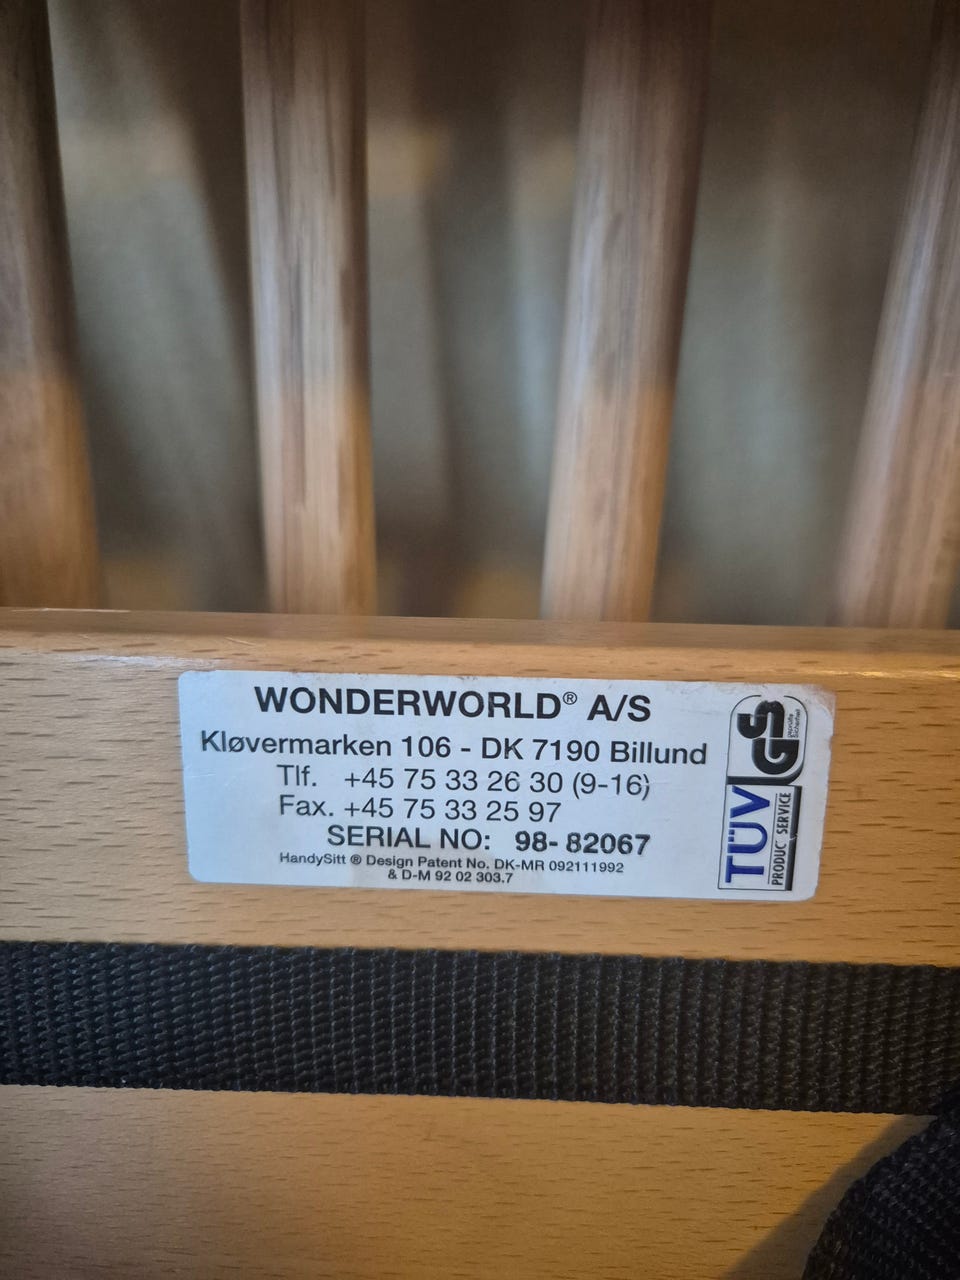 WONDERWORLD® A/S
Kløvermarken 106 - DK 7190 Billund
Tlf. +45 75 33 26 30 (9-16)
Fax. +45 75 33 25 97
SERIAL NO: 98- 82067
HandySitt ® Design Patent No. DK-MR 092111992
& D-M 92 02 303.7
TÜV
PRODUCT SERVICE
GS
geprüfte
Sicherheit